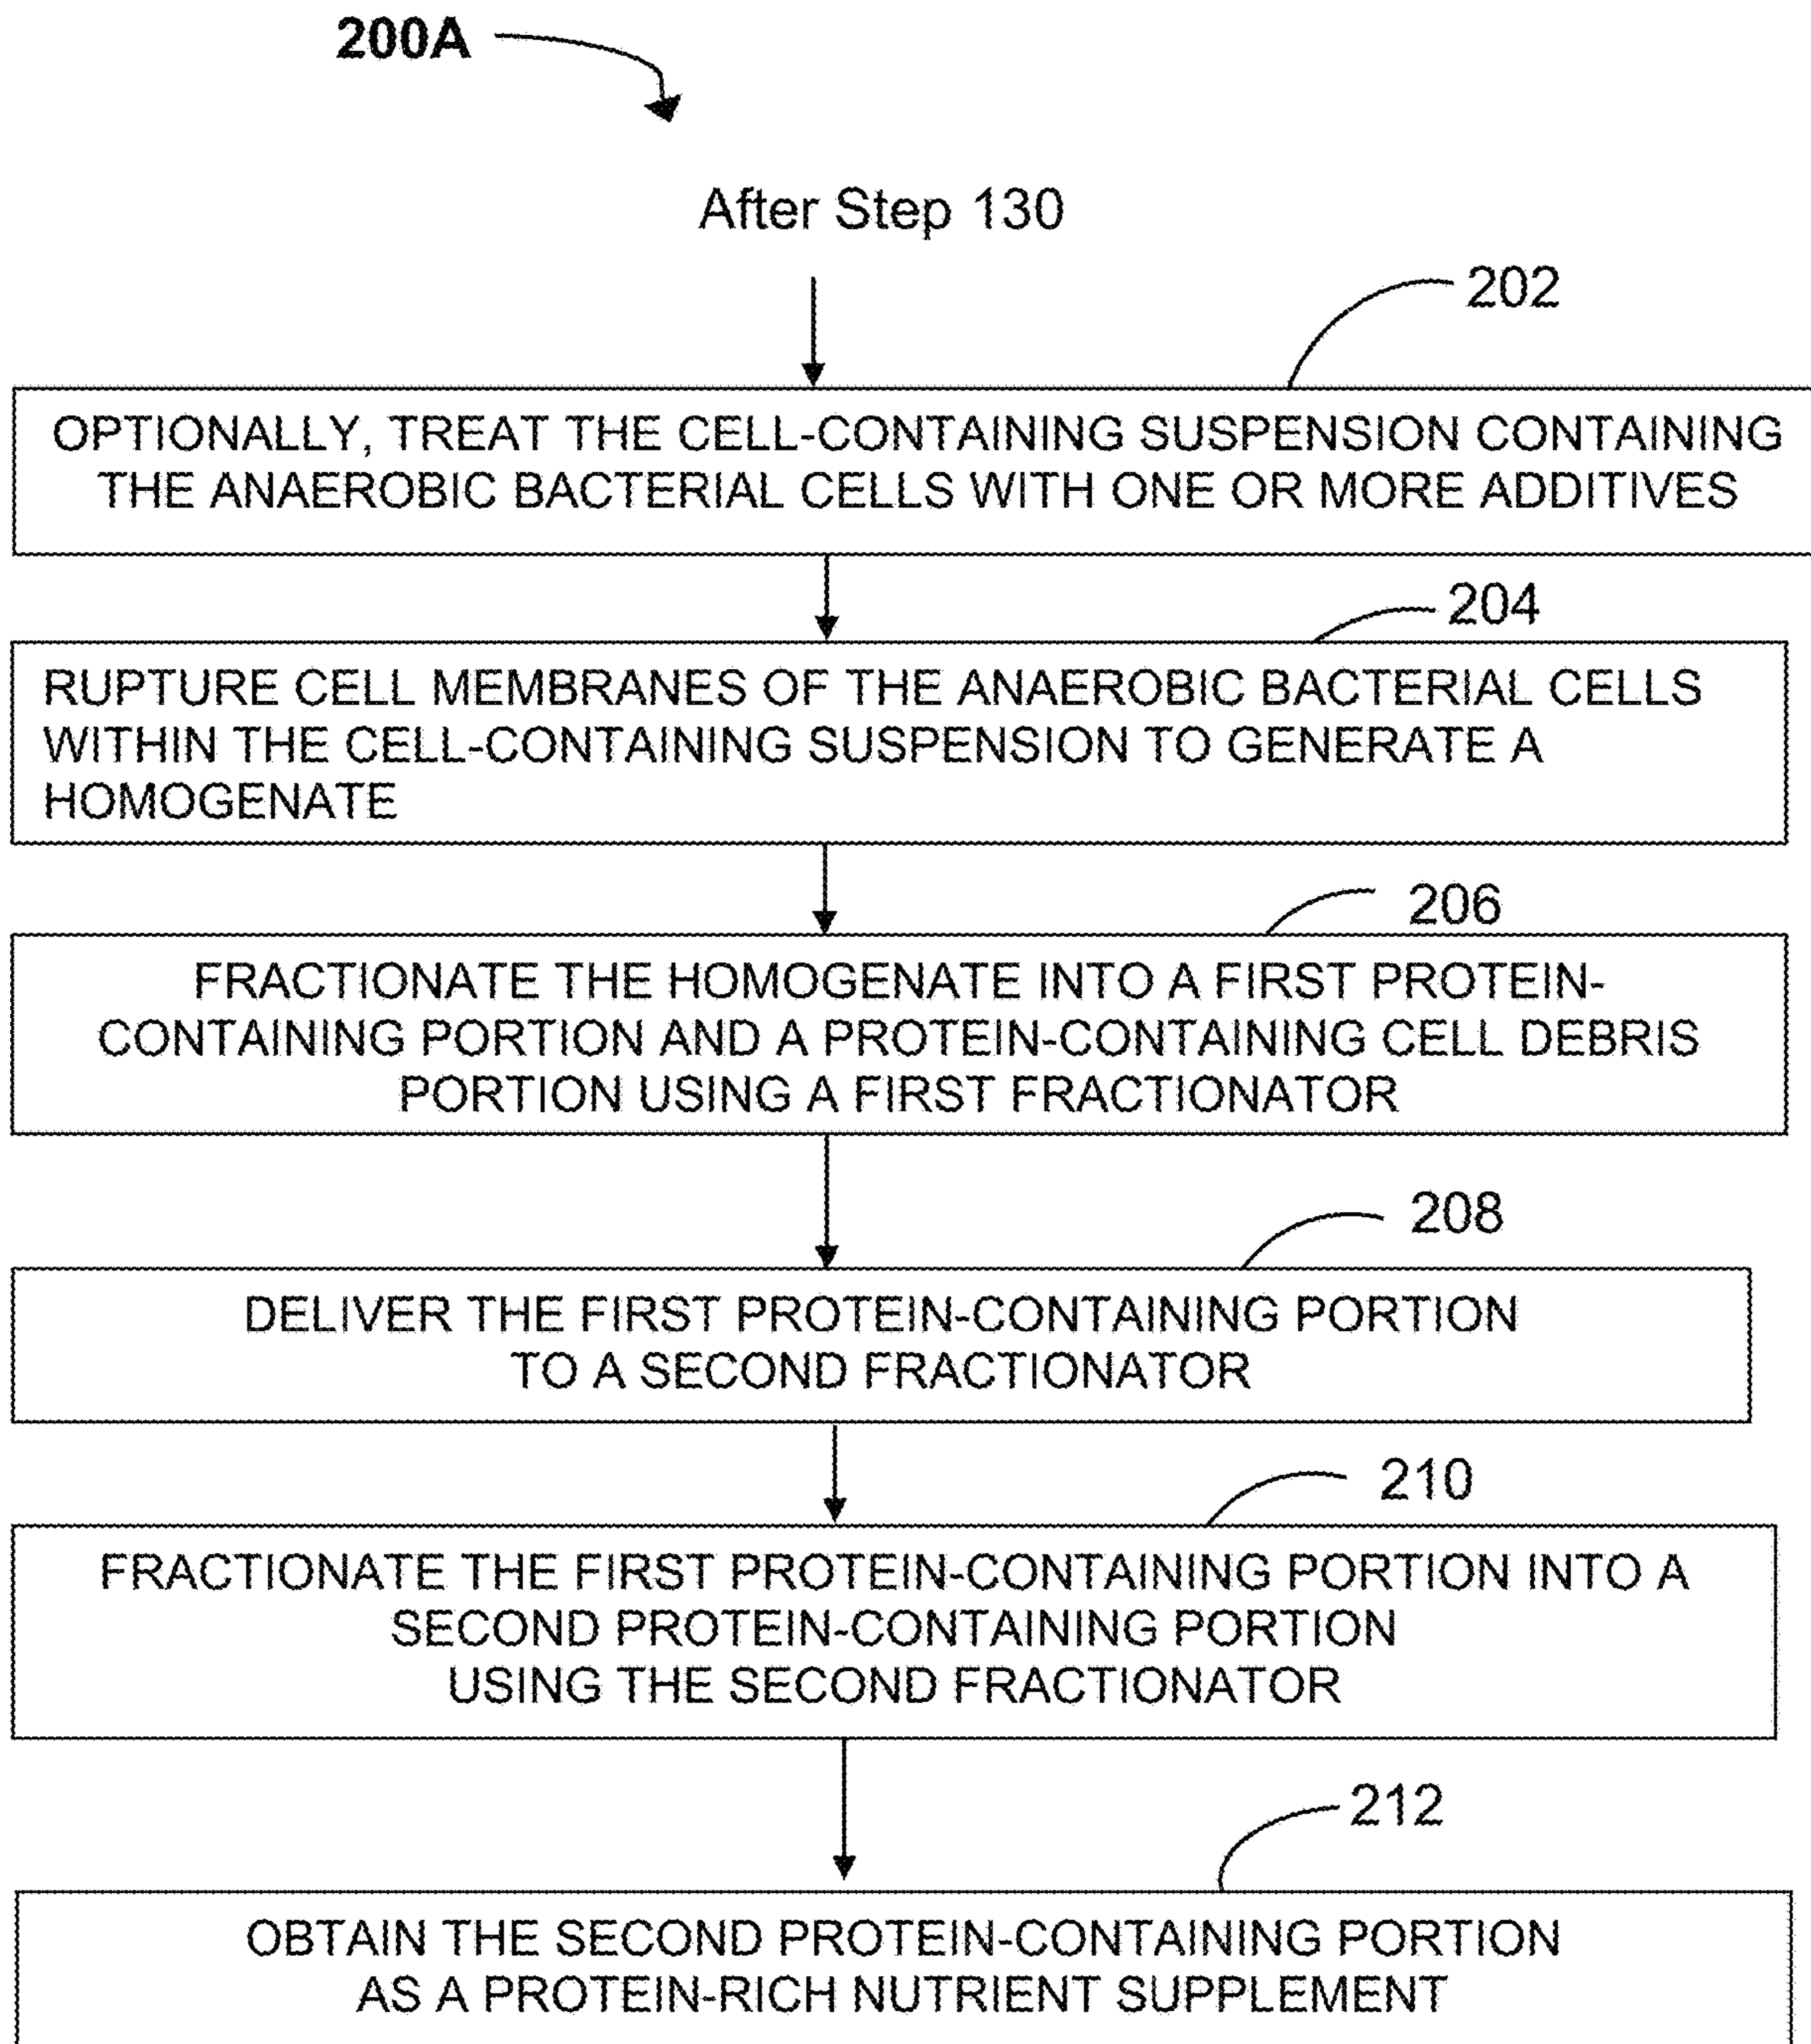 200A
After Step 130
202
OPTIONALLY, TREAT THE CELL-CONTAINING SUSPENSION CONTAINING
THE ANAEROBIC BACTERIAL CELLS WITH ONE OR MORE ADDITIVES
204
RUPTURE CELL MEMBRANES OF THE ANAEROBIC BACTERIAL CELLS
WITHIN THE CELL-CONTAINING SUSPENSION TO GENERATE A
HOMOGENATE
206
FRACTIONATE THE HOMOGENATE INTO A FIRST PROTEIN-
CONTAINING PORTION AND A PROTEIN-CONTAINING CELL DEBRIS
PORTION USING A FIRST FRACTIONATOR
208
DELIVER THE FIRST PROTEIN-CONTAINING PORTION
TO A SECOND FRACTIONATOR
210
FRACTIONATE THE FIRST PROTEIN-CONTAINING PORTION INTO A
SECOND PROTEIN-CONTAINING PORTION
USING THE SECOND FRACTIONATOR
212
OBTAIN THE SECOND PROTEIN-CONTAINING PORTION
AS A PROTEIN-RICH NUTRIENT SUPPLEMENT